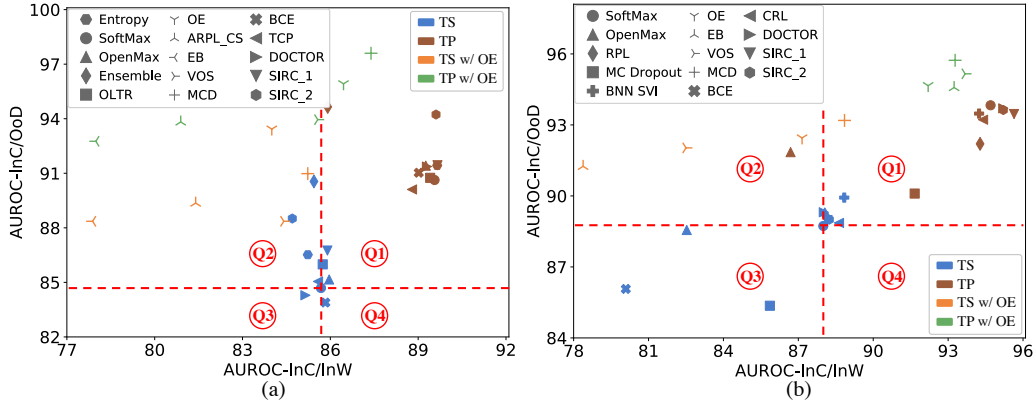 Entropy OE BCE
SoftMax ARPL_CS TCP
OpenMax EB DOCTOR
Ensemble VOS SIRC_1
OLTR MCD SIRC_2
TS
TP
TS w/ OE
TP w/ OE
100
97
94
91
88
85
82
AUROC-InC/OoD
Q2
Q1
Q3
Q4
77 80 83 86 89 92
AUROC-InC/InW
(a)
SoftMax OE CRL
OpenMax EB DOCTOR
RPL VOS SIRC_1
MC Dropout MCD SIRC_2
BNN SVI BCE
96
93
90
87
84
AUROC-InC/OoD
Q2
Q1
Q3
Q4
TS
TP
TS w/ OE
TP w/ OE
78 81 84 87 90 93 96
AUROC-InC/InW
(b)